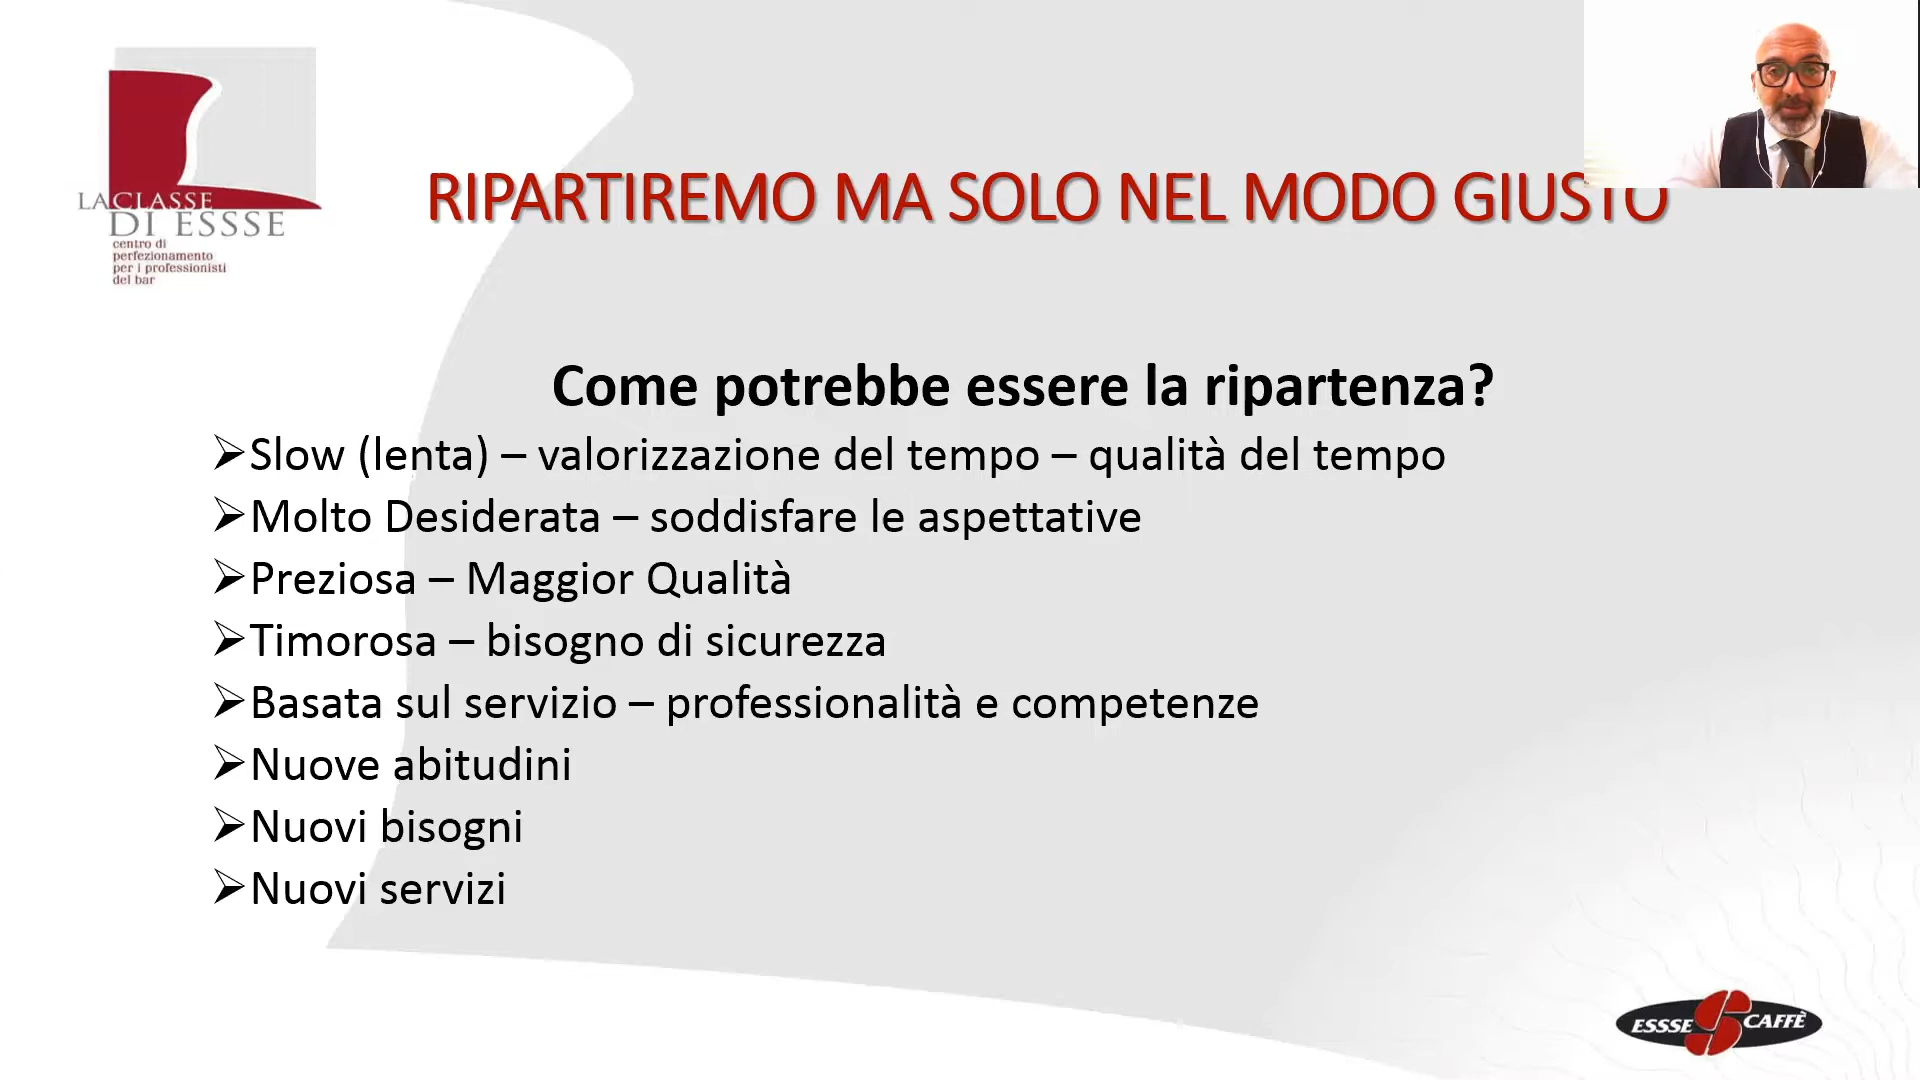 LA CLASSE
DI ESSSE
centro di
perfezionamento
per i professionisti
del bar
RIPARTIREMO MA SOLO NEL MODO GIUSTO
Come potrebbe essere la ripartenza?
➢Slow (lenta) – valorizzazione del tempo – qualità del tempo
➢Molto Desiderata – soddisfare le aspettative
➢Preziosa – Maggior Qualità
➢Timorosa – bisogno di sicurezza
➢Basata sul servizio – professionalità e competenze
➢Nuove abitudini
➢Nuovi bisogni
➢Nuovi servizi
ESSSE CAFFÈ